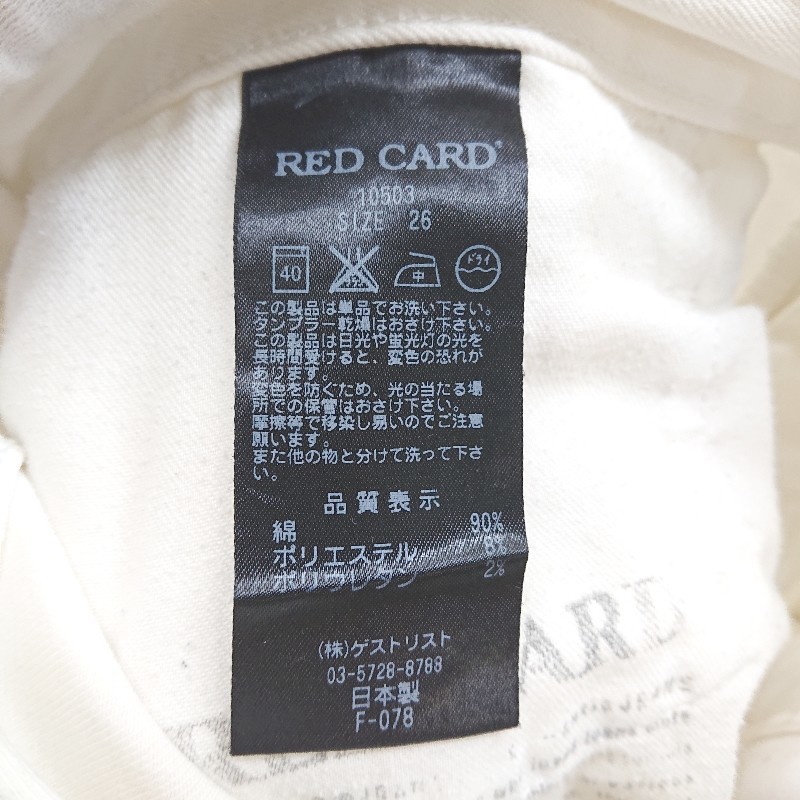 RED CARD
10503
SIZE 26
40 中 ドライ
この製品は単品でお洗い下さい。
タンブラー乾燥はおさけ下さい。
この製品は日光や蛍光灯の光を
長時間受けると、変色の恐れが
あります。
変色を防ぐため、光の当たる場
所での保管はおさけ下さい。
摩擦等で移染し易いのでご注意
願います。
また他の物と分けて洗って下さ
い。
品質表示
綿 90%
ポリエステル 8%
ポリウレタン 2%
(株)ゲストリスト
03-5728-8788
日本製
F-078
ARD